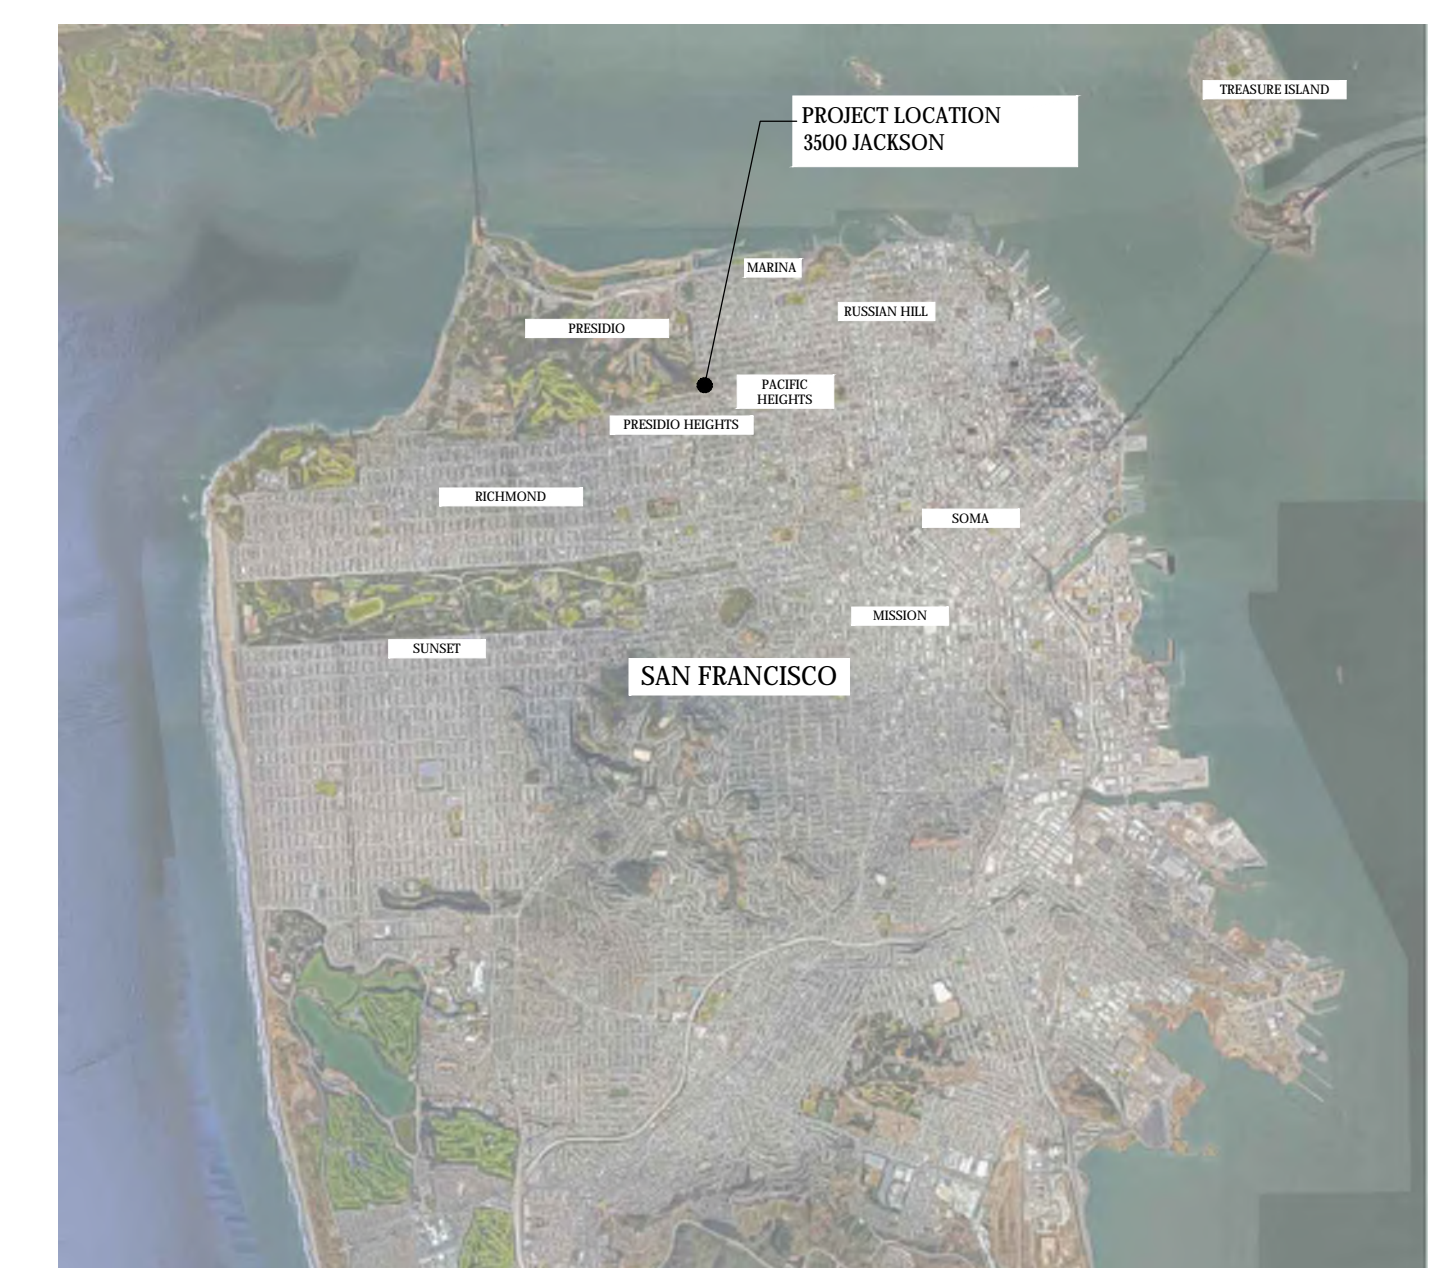 TREASURE ISLAND
PROJECT LOCATION
3500 JACKSON
MARINA
RUSSIAN HILL
PRESIDIO
PACIFIC
HEIGHTS
PRESIDIO HEIGHTS
RICHMOND
SOMA
MISSION
SUNSET
SAN FRANCISCO